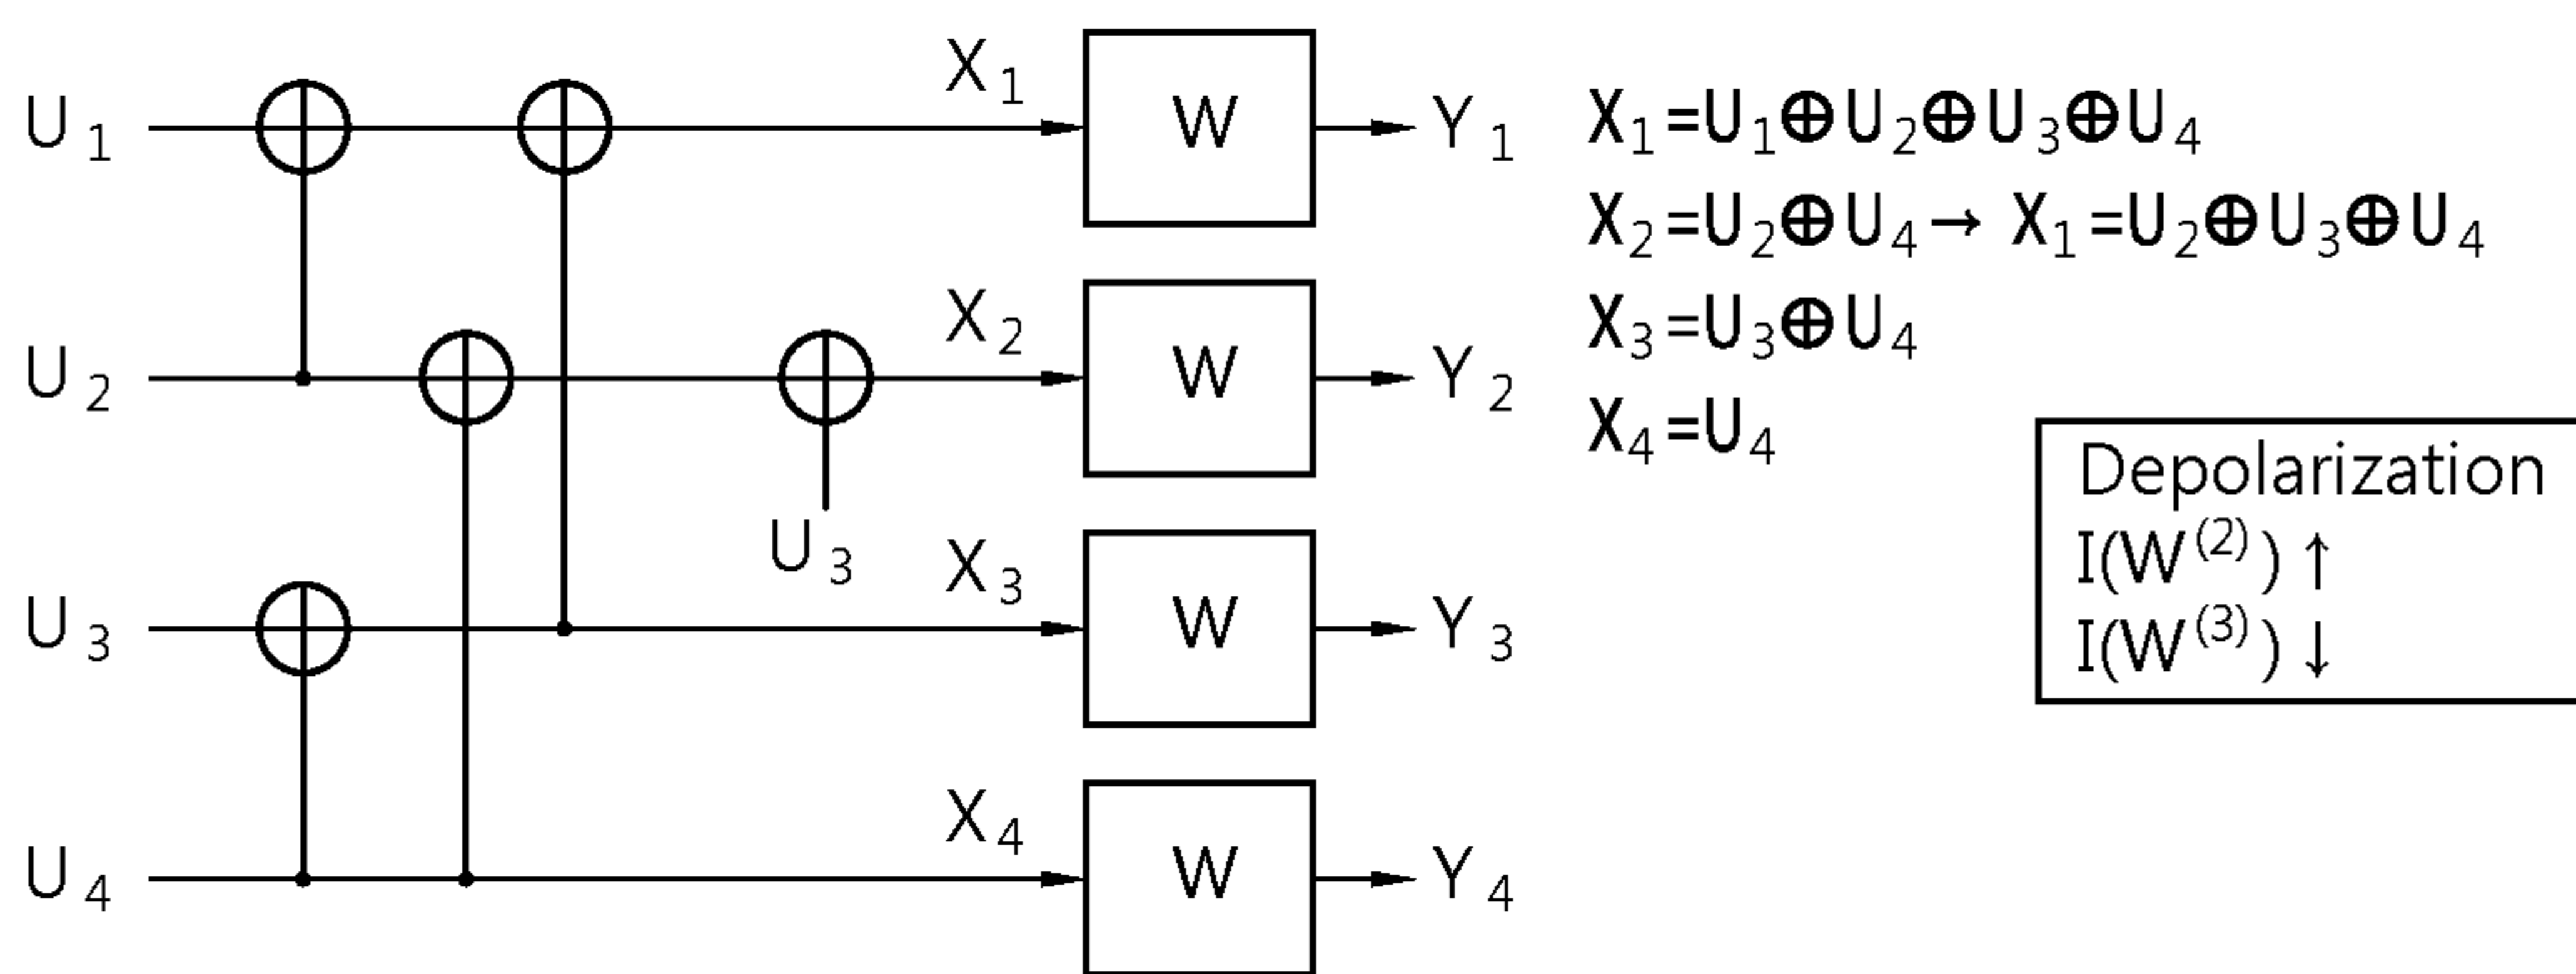 U1
X1
W
Y1
X1=U1⊕U2⊕U3⊕U4
X2=U2⊕U4→ X1=U2⊕U3⊕U4
U2
X2
W
Y2
X3=U3⊕U4
X4=U4
U3
U3
X3
W
Y3
Depolarization
I(W(2))↑
I(W(3))↓
U4
X4
W
Y4